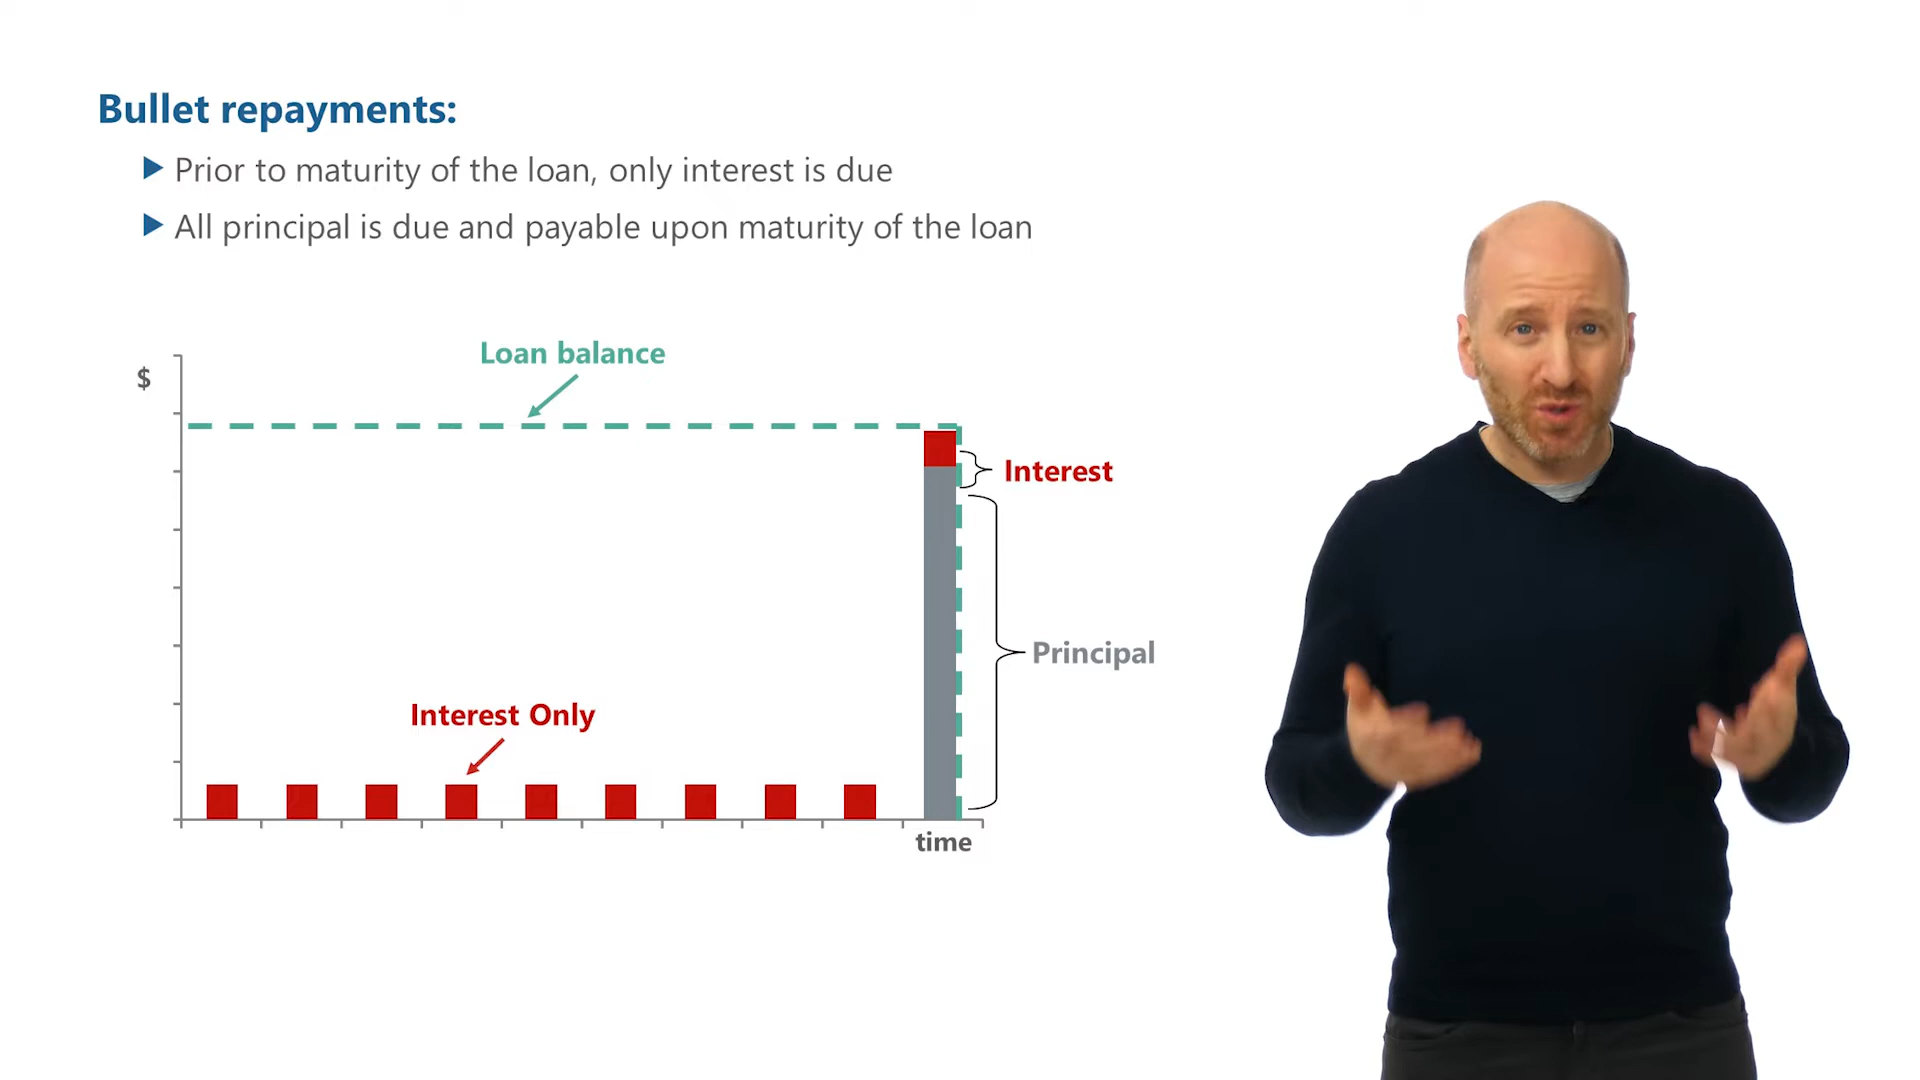 Bullet repayments:
Prior to maturity of the loan, only interest is due
All principal is due and payable upon maturity of the loan
Loan balance
$
Interest
Principal
Interest Only
time